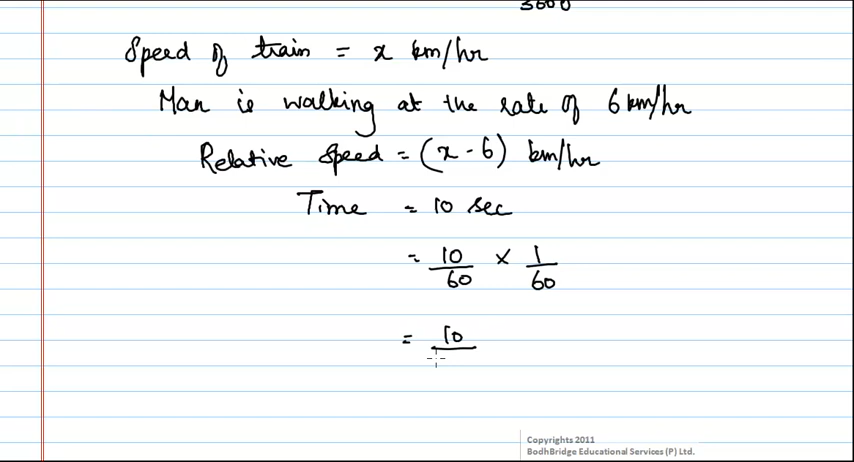 3600
Speed of train = x km/hr
Man is walking at the rate of 6 km/hr
Relative Speed = (x - 6) km/hr
Time = 10 sec
= 10/60 × 1/60
= 10
Copyrights 2011
BodhBridge Educational Services (P) Ltd.